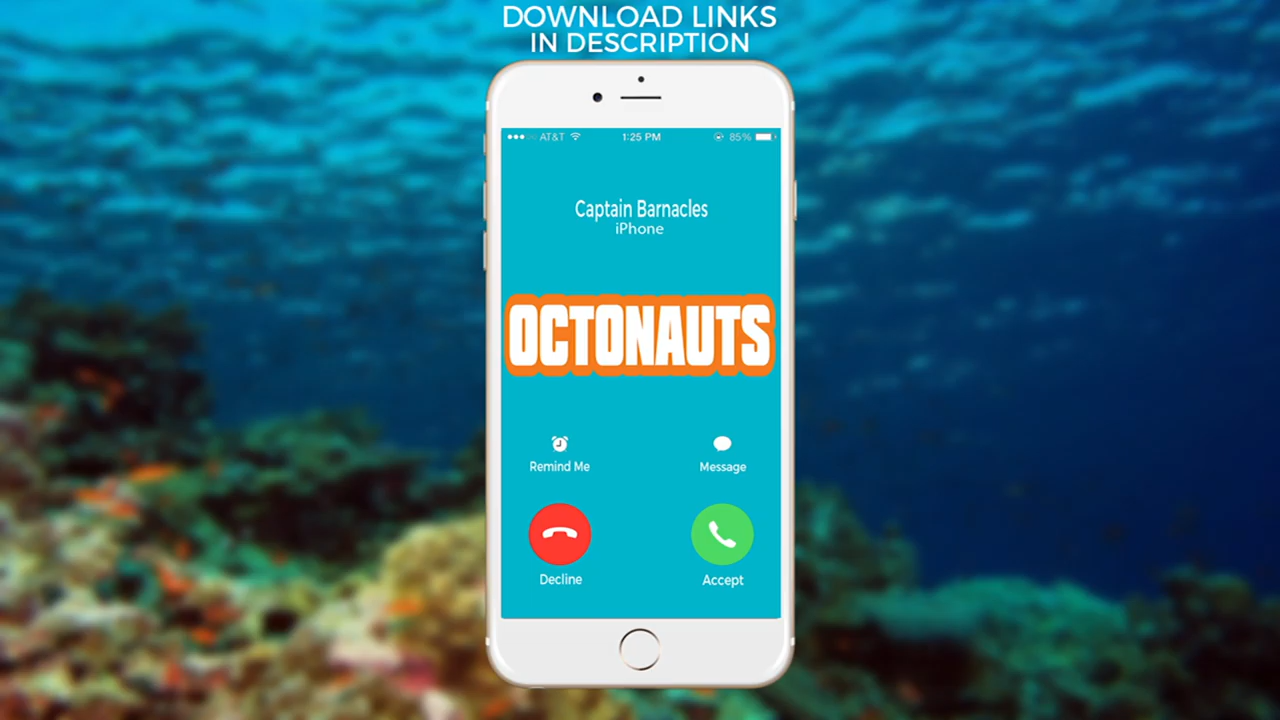 DOWNLOAD LINKS
IN DESCRIPTION
AT&T 1:25 PM 85%
Captain Barnacles
iPhone
OCTONAUTS
Remind Me Message
Decline Accept